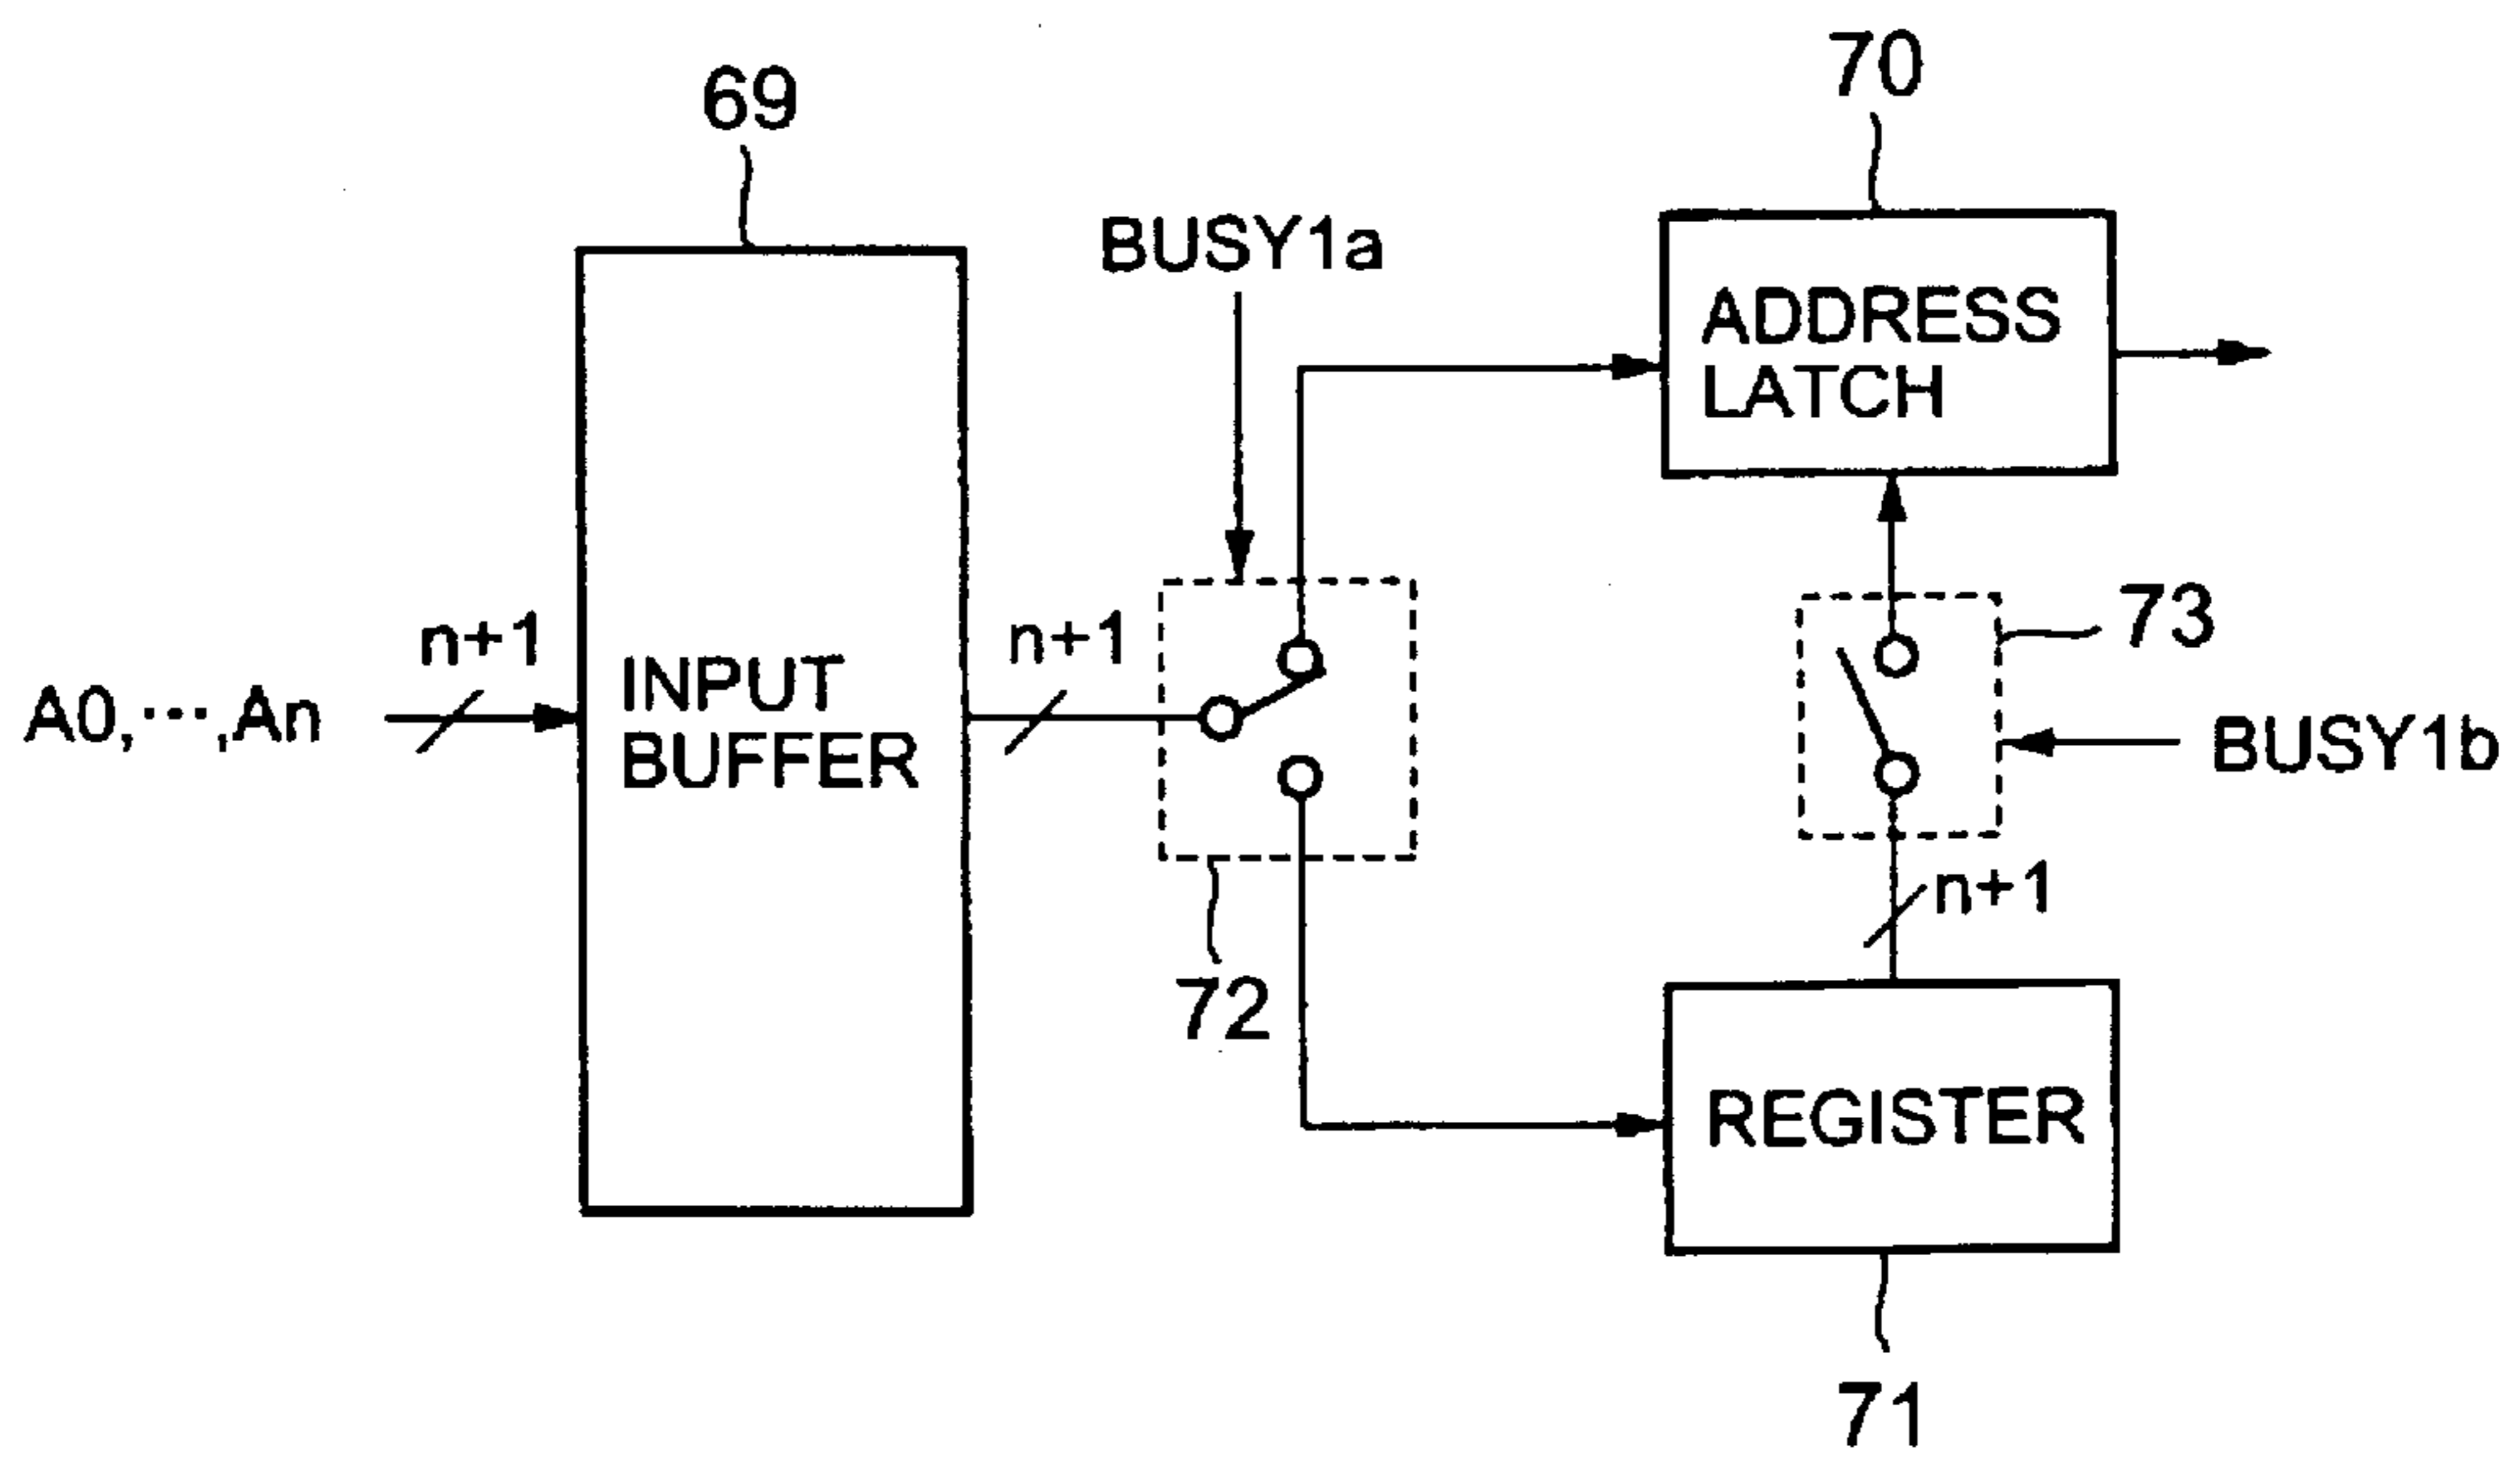 69
70
BUSY1a
ADDRESS
LATCH
n+1
n+1
73
A0,···,An
INPUT
BUFFER
BUSY1b
n+1
72
REGISTER
71